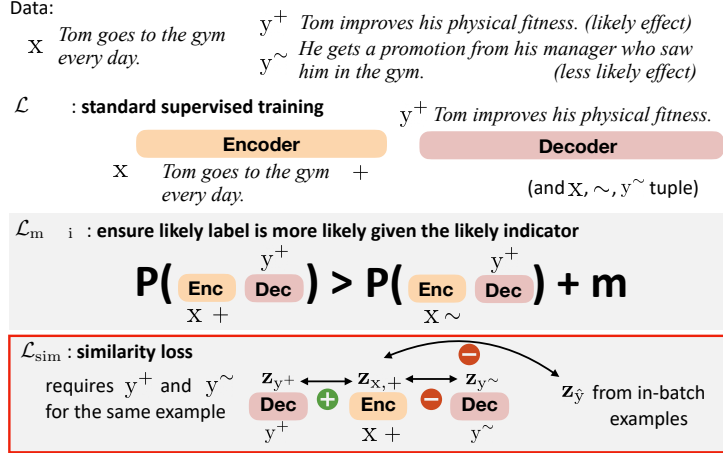 Data:
x Tom goes to the gym every day.
y+ Tom improves his physical fitness. (likely effect)
y~ He gets a promotion from his manager who saw
him in the gym. (less likely effect)
ℒ : standard supervised training
y+ Tom improves his physical fitness.
Encoder
Decoder
x Tom goes to the gym +
every day.
(and x, ~, y~ tuple)
ℒm i : ensure likely label is more likely given the likely indicator
y+ y+
P( Enc Dec ) > P( Enc Dec ) + m
x + x ~
ℒsim : similarity loss
requires y+ and y~
for the same example
zy+ zx,+ zy~
Dec + Enc − Dec
y+ x + y~
−
zŷ from in-batch
examples